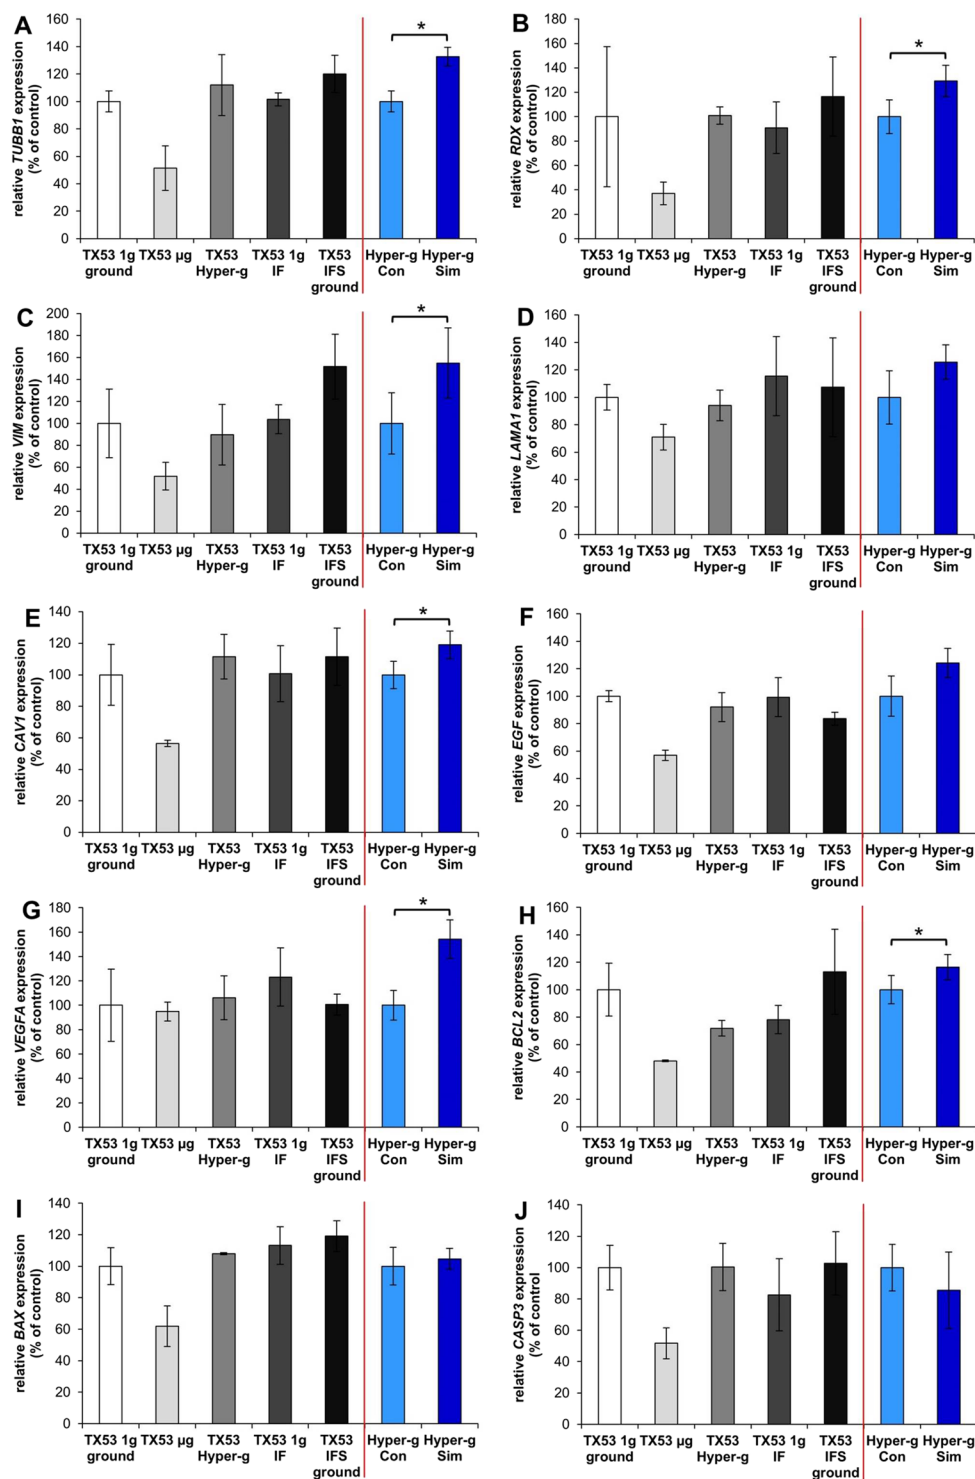 A
relative TUBB1 expression
(% of control)
160
140
120
100
80
60
40
20
0
*
TX53 1g TX53 µg TX53 TX53 1g TX53 Hyper-g Hyper-g
ground Hyper-g IF IFS Con Sim
ground
B
relative RDX expression
(% of control)
180
160
140
120
100
80
60
40
20
0
*
TX53 1g TX53 µg TX53 TX53 1g TX53 Hyper-g Hyper-g
ground Hyper-g IF IFS Con Sim
ground
C
relative VIM expression
(% of control)
200
180
160
140
120
100
80
60
40
20
0
*
TX53 1g TX53 µg TX53 TX53 1g TX53 Hyper-g Hyper-g
ground Hyper-g IF IFS Con Sim
ground
D
relative LAMA1 expression
(% of control)
160
140
120
100
80
60
40
20
0
TX53 1g TX53 µg TX53 TX53 1g TX53 Hyper-g Hyper-g
ground Hyper-g IF IFS Con Sim
ground
E
relative CAV1 expression
(% of control)
140
120
100
80
60
40
20
0
*
TX53 1g TX53 µg TX53 TX53 1g TX53 Hyper-g Hyper-g
ground Hyper-g IF IFS Con Sim
ground
F
relative EGF expression
(% of control)
160
140
120
100
80
60
40
20
0
TX53 1g TX53 µg TX53 TX53 1g TX53 Hyper-g Hyper-g
ground Hyper-g IF IFS Con Sim
ground
G
relative VEGFA expression
(% of control)
180
160
140
120
100
80
60
40
20
0
*
TX53 1g TX53 µg TX53 TX53 1g TX53 Hyper-g Hyper-g
ground Hyper-g IF IFS Con Sim
ground
H
relative BCL2 expression
(% of control)
160
140
120
100
80
60
40
20
0
*
TX53 1g TX53 µg TX53 TX53 1g TX53 Hyper-g Hyper-g
ground Hyper-g IF IFS Con Sim
ground
I
relative BAX expression
(% of control)
140
120
100
80
60
40
20
0
TX53 1g TX53 µg TX53 TX53 1g TX53 Hyper-g Hyper-g
ground Hyper-g IF IFS Con Sim
ground
J
relative CASP3 expression
(% of control
140
120
100
80
60
40
20
0
TX53 1g TX53 µg TX53 TX53 1g TX53 Hyper-g Hyper-g
ground Hyper-g IF IFS Con Sim
ground